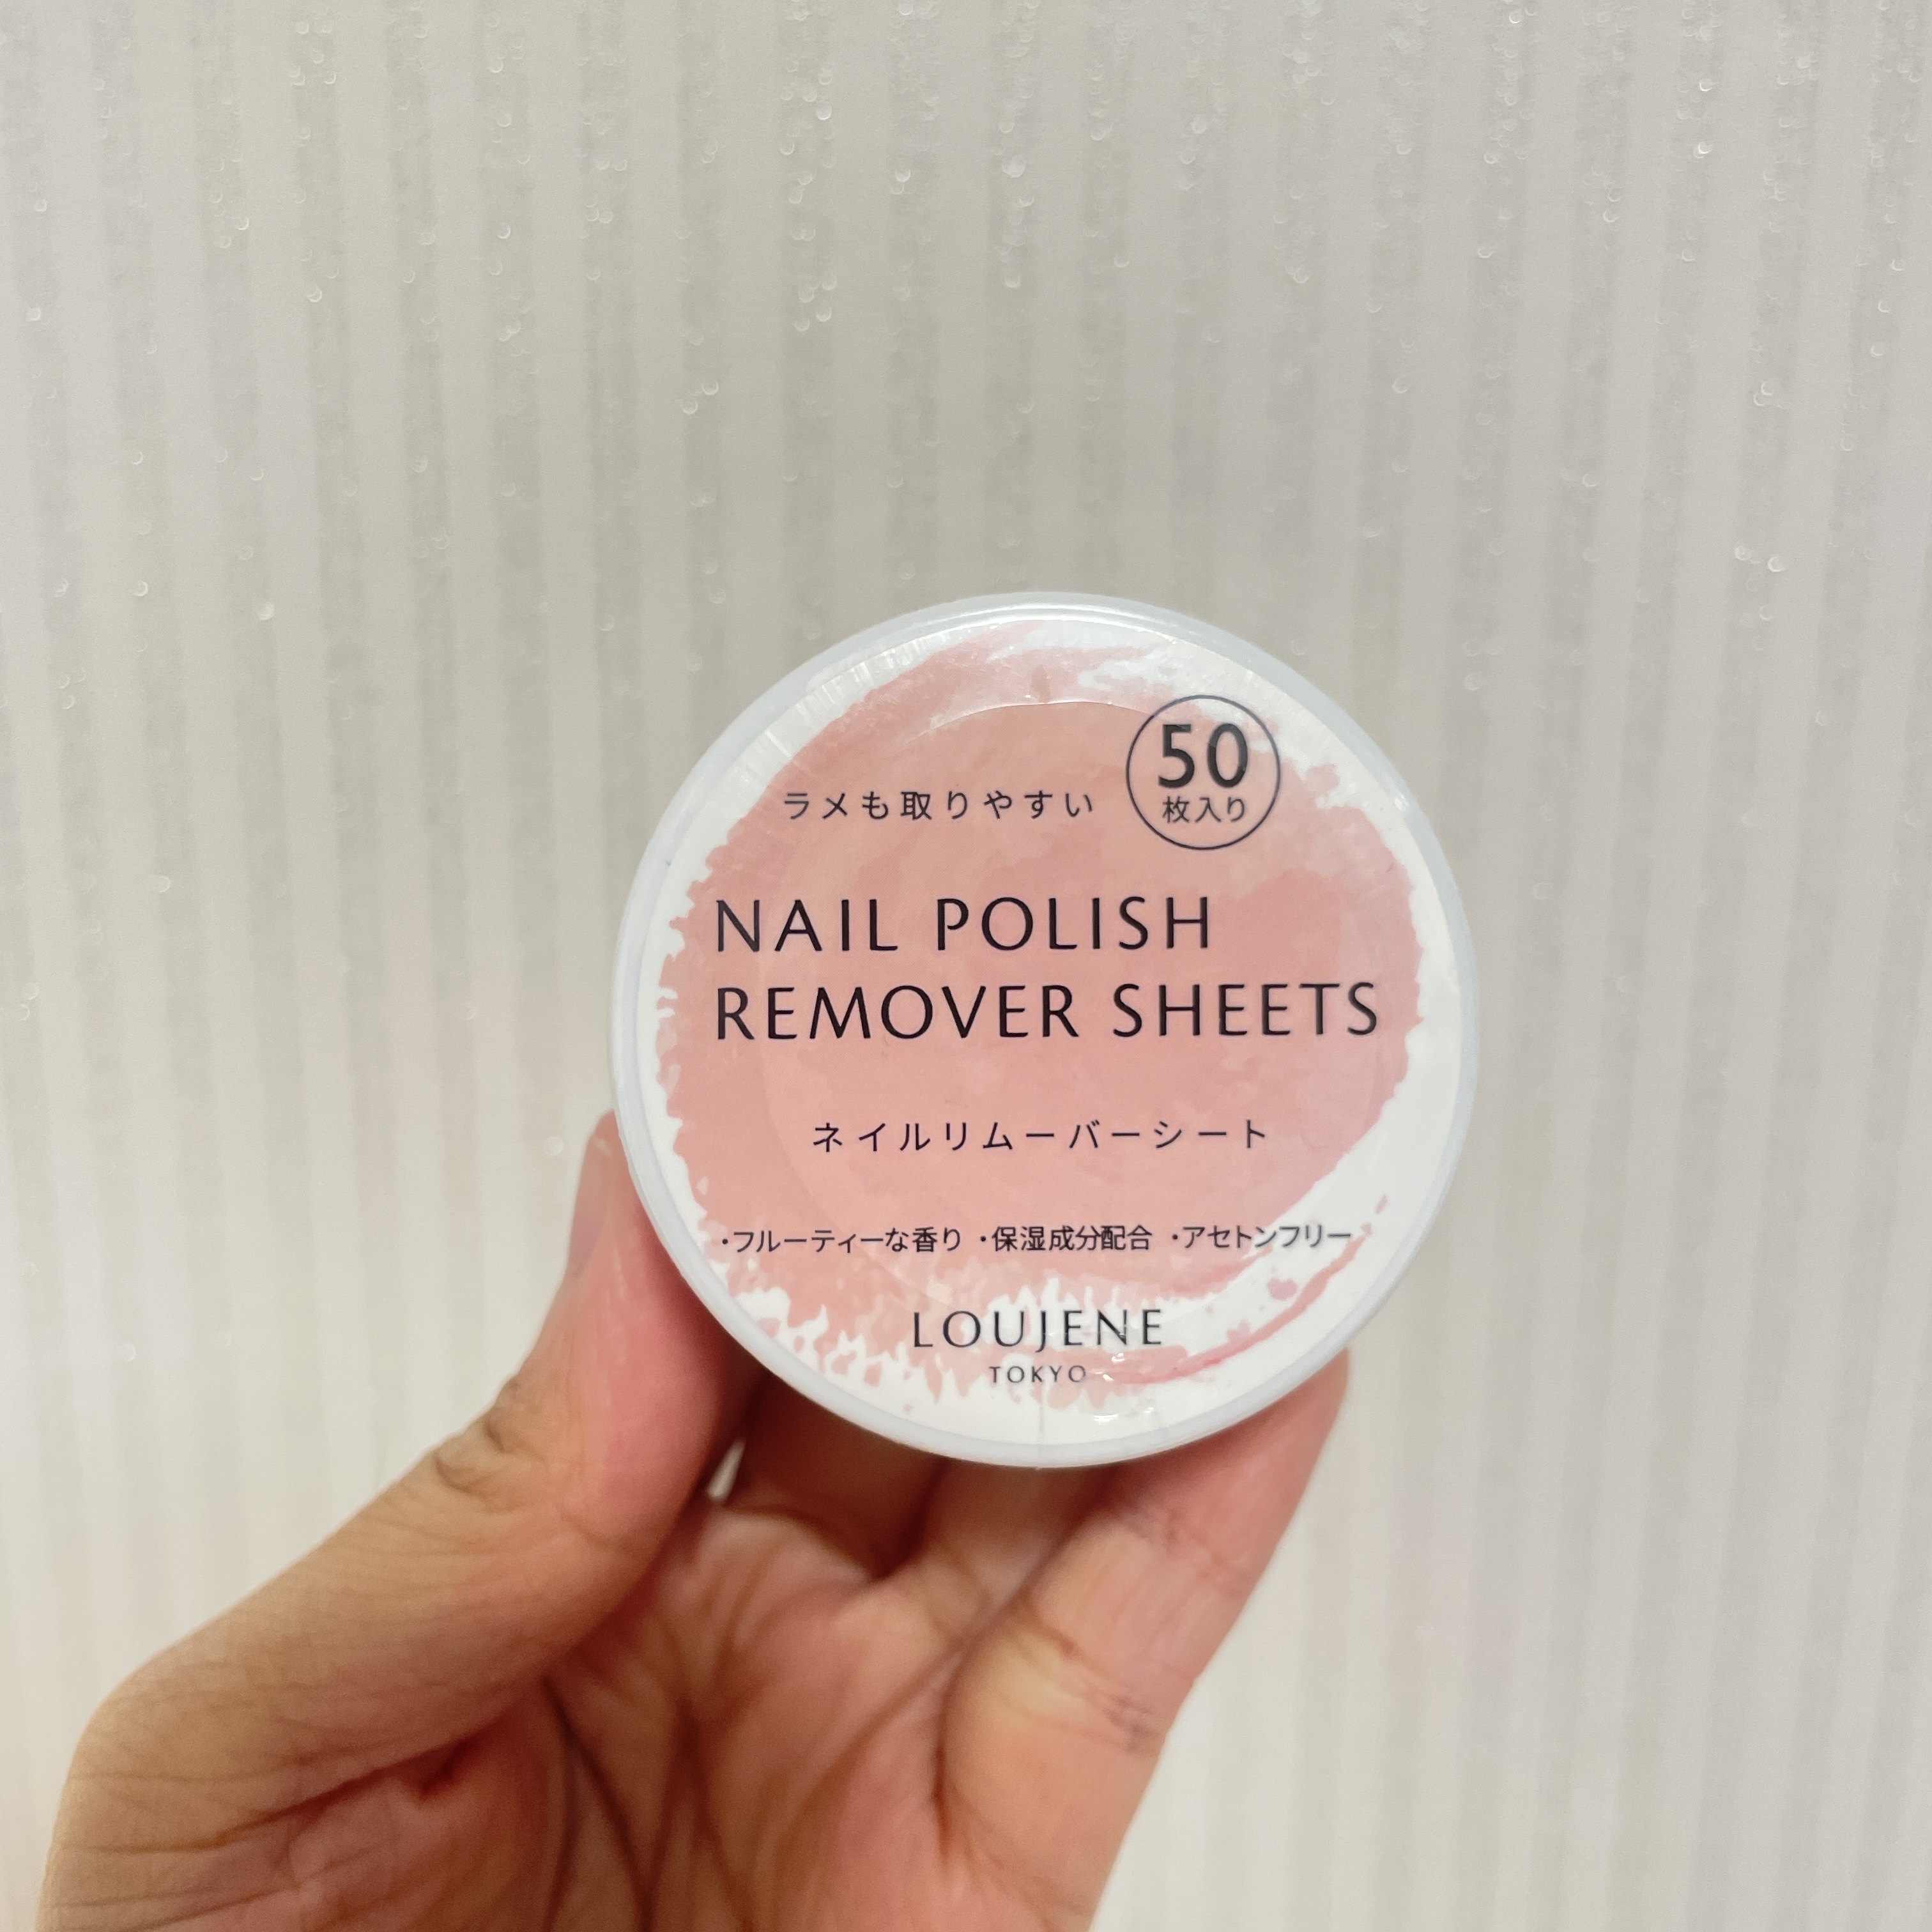 50
枚入り
ラメも取りやすい
NAIL POLISH
REMOVER SHEETS
ネイルリムーバーシート
・フルーティーな香り ・保湿成分配合 ・アセトンフリー
LOUJENE
TOKYO